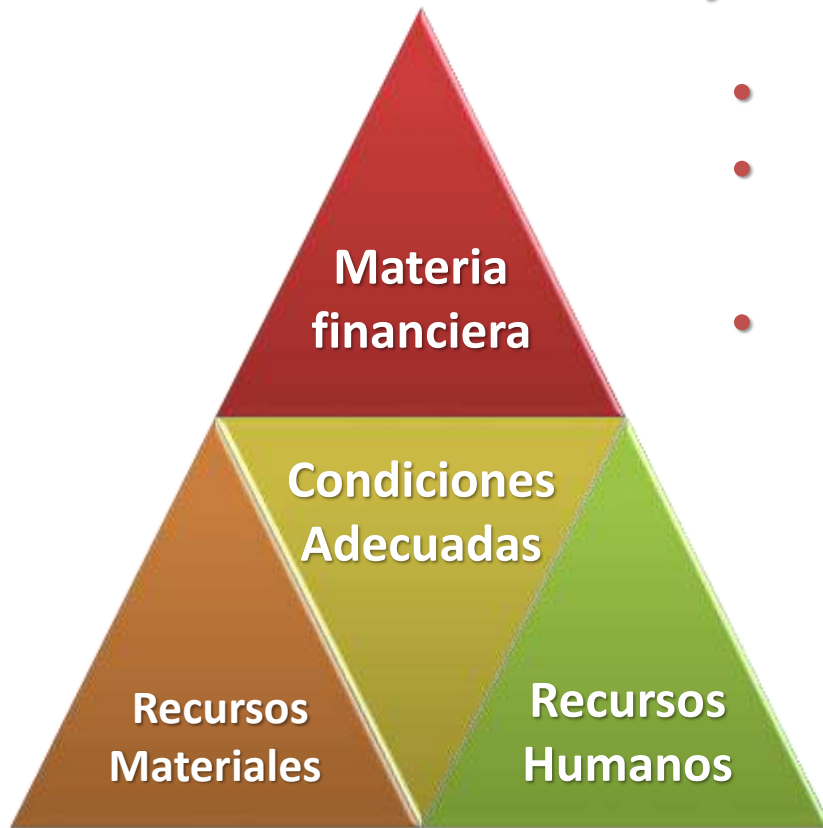 Materia
financiera
Condiciones
Adecuadas
Recursos
Materiales
Recursos
Humanos